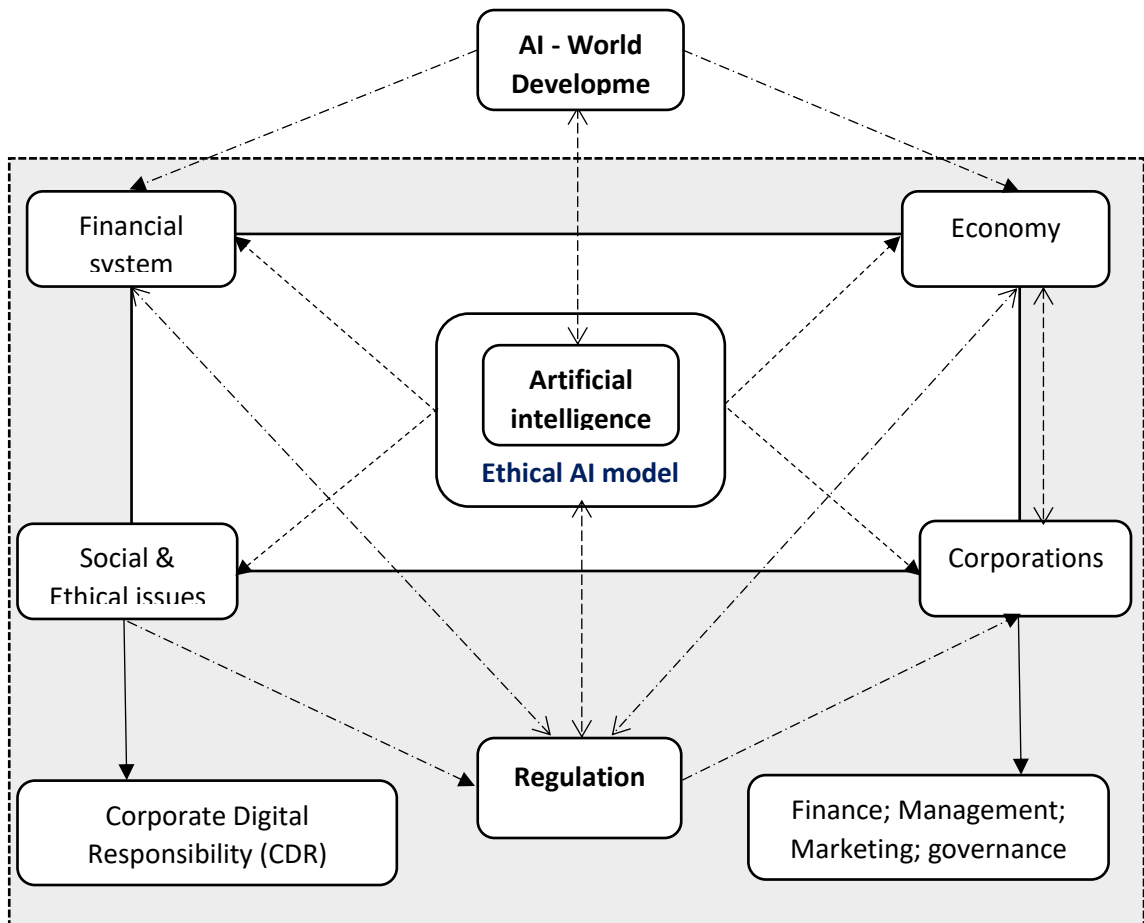 AI - World
Developme
Financial
system
Economy
Artificial
intelligence
Ethical AI model
Social &
Ethical issues
Corporations
Regulation
Corporate Digital
Responsibility (CDR)
Finance; Management;
Marketing; governance